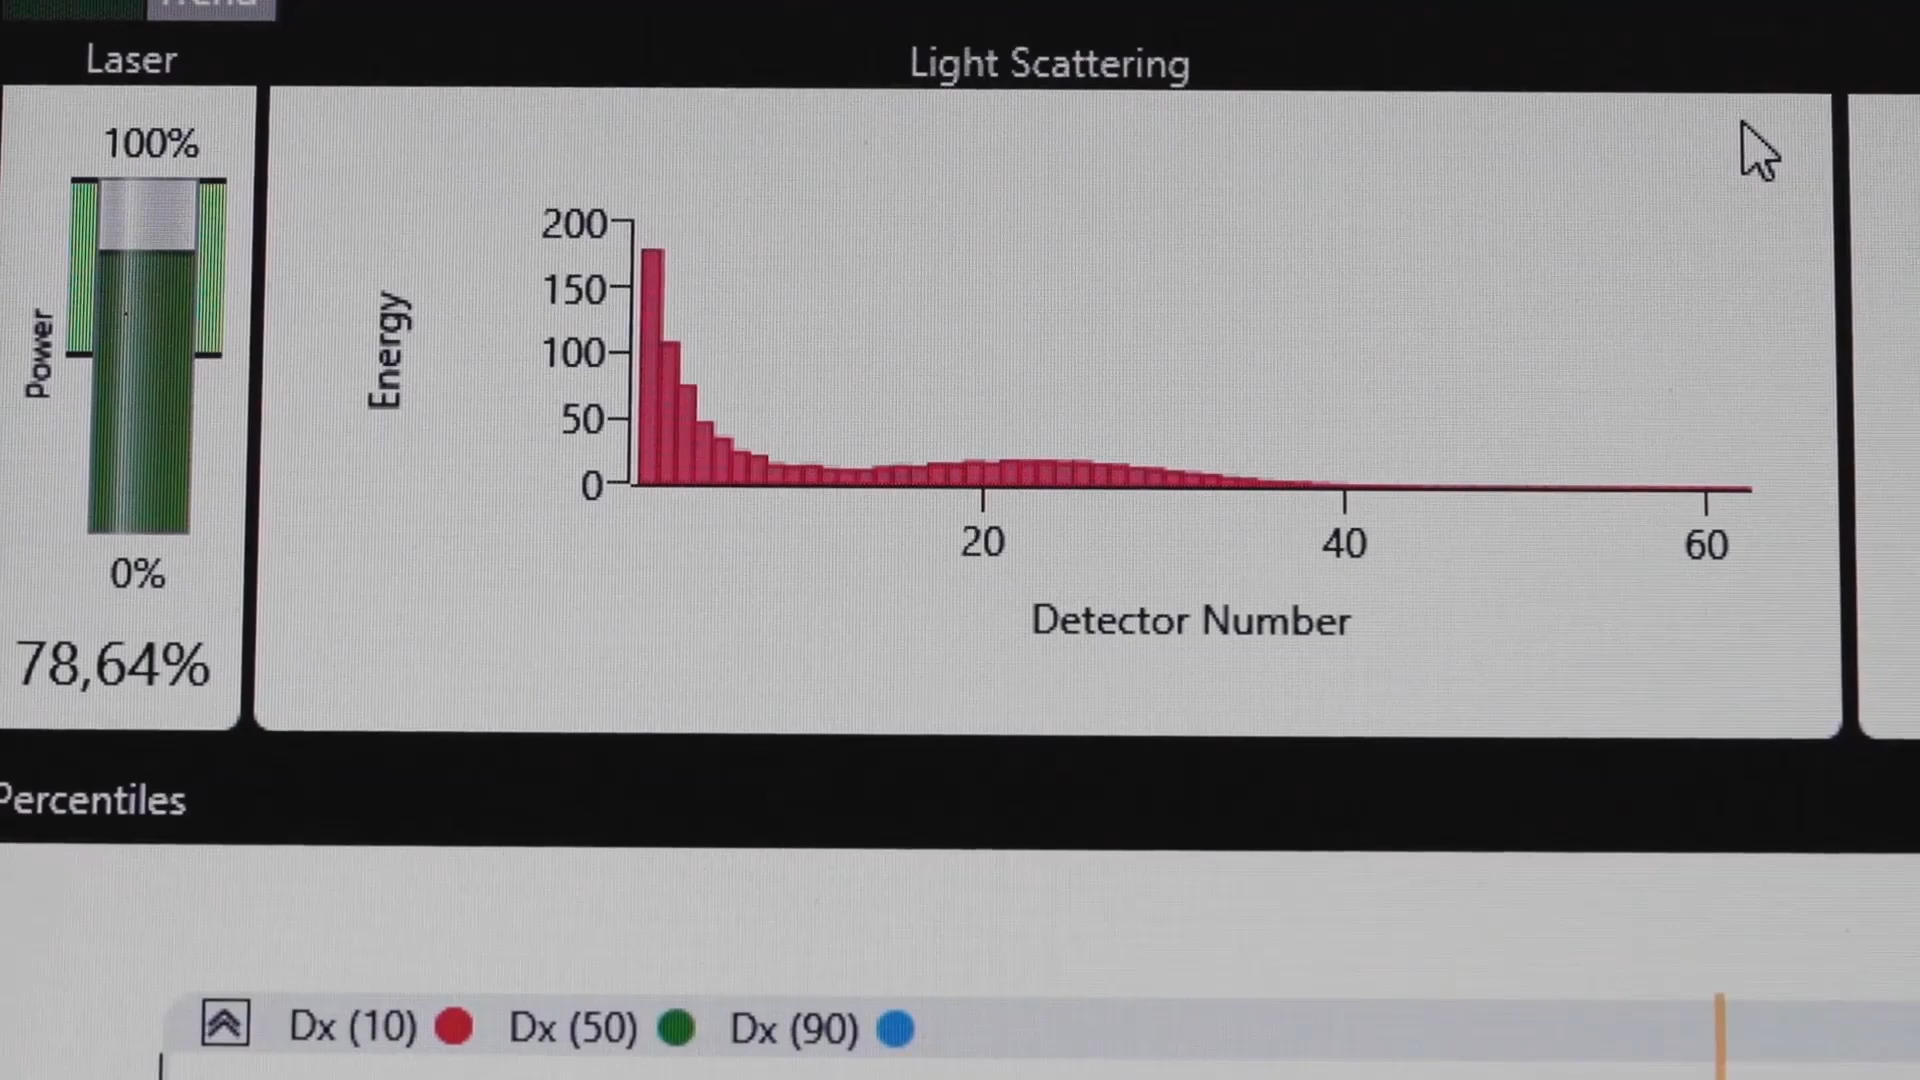 Trend
Laser
Light Scattering
100%
Power
0%
78,64%
Energy
200
150
100
50
0
20
40
60
Detector Number
Percentiles
Dx (10)
Dx (50)
Dx (90)